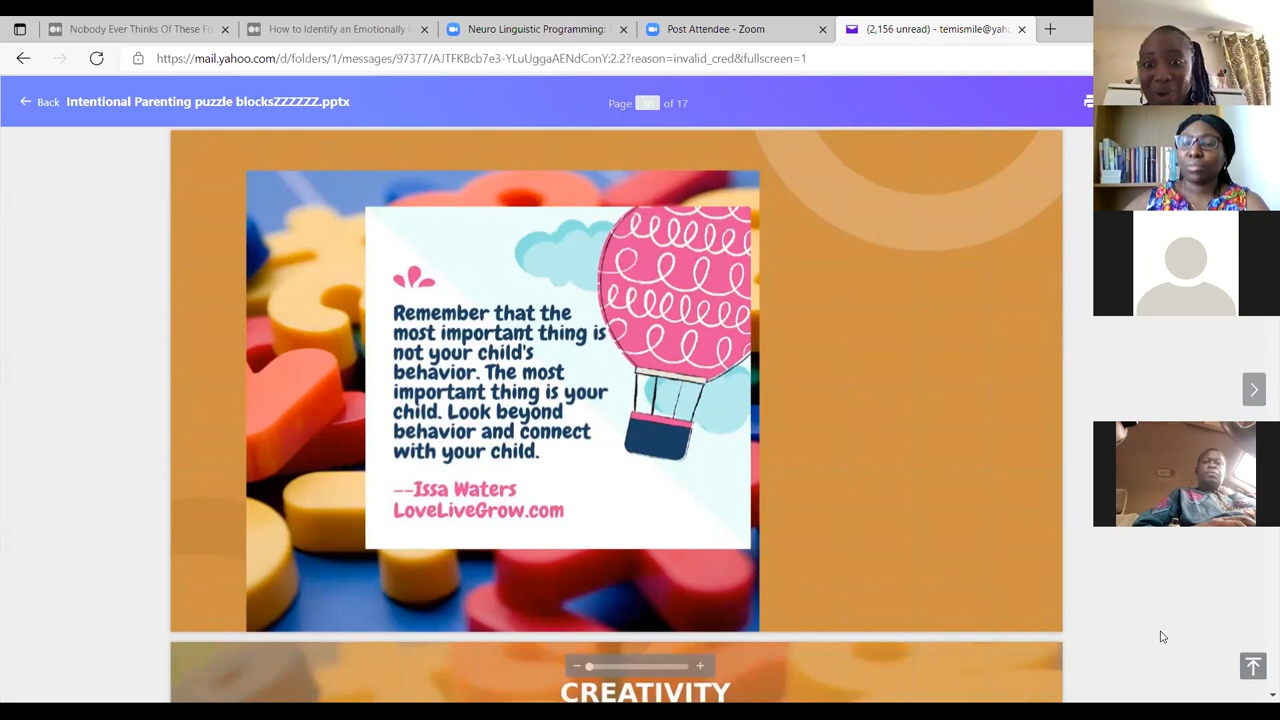 Nobody Ever Thinks Of These Fo
How to Identify an Emotionally I
Neuro Linguistic Programming:
Post Attendee - Zoom
(2,156 unread) - temismile@yaho
https://mail.yahoo.com/d/folders/1/messages/97377/AJTFKBcb7e3-YLuUggaAENdConY:2.2?reason=invalid_cred&fullscreen=1
Back Intentional Parenting puzzle blocksZZZZZZ.pptx
Page 10 of 17
Remember that the
most important thing is
not your child's
behavior. The most
important thing is your
child. Look beyond
behavior and connect
with your child.
--Issa Waters
LoveLiveGrow.com
CREATIVITY